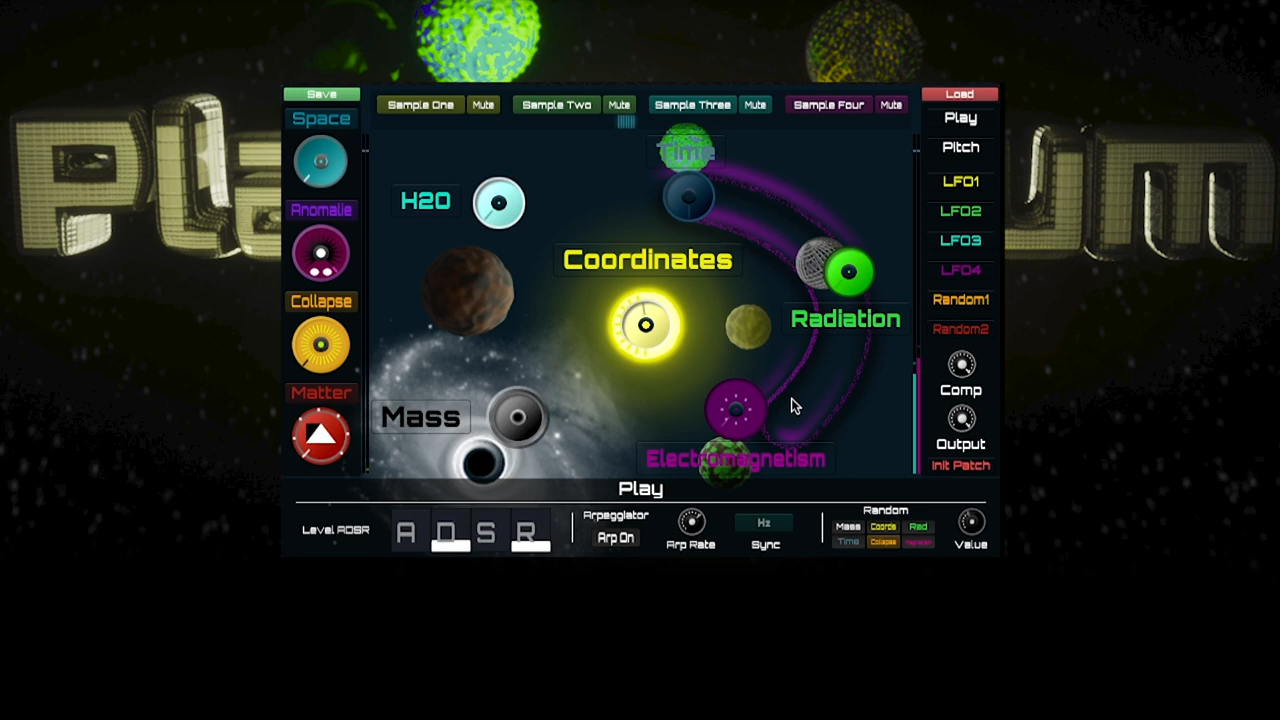 Save
Sample One Mute
Sample Two Mute
Sample Three Mute
Sample Four Mute
Load
Space
Anomalie
Collapse
Matter
Time
H2O
Coordinates
Radiation
Mass
Electromagnetism
Play
Pitch
LFO1
LFO2
LFO3
LFO4
Random1
Random2
Comp
Output
Init Patch
Play
Level ADSR
A D S R
Arpeggiator
Arp On
Arp Rate
Hz
Sync
Random
Mass Coords Rad
Time Collapse
Value